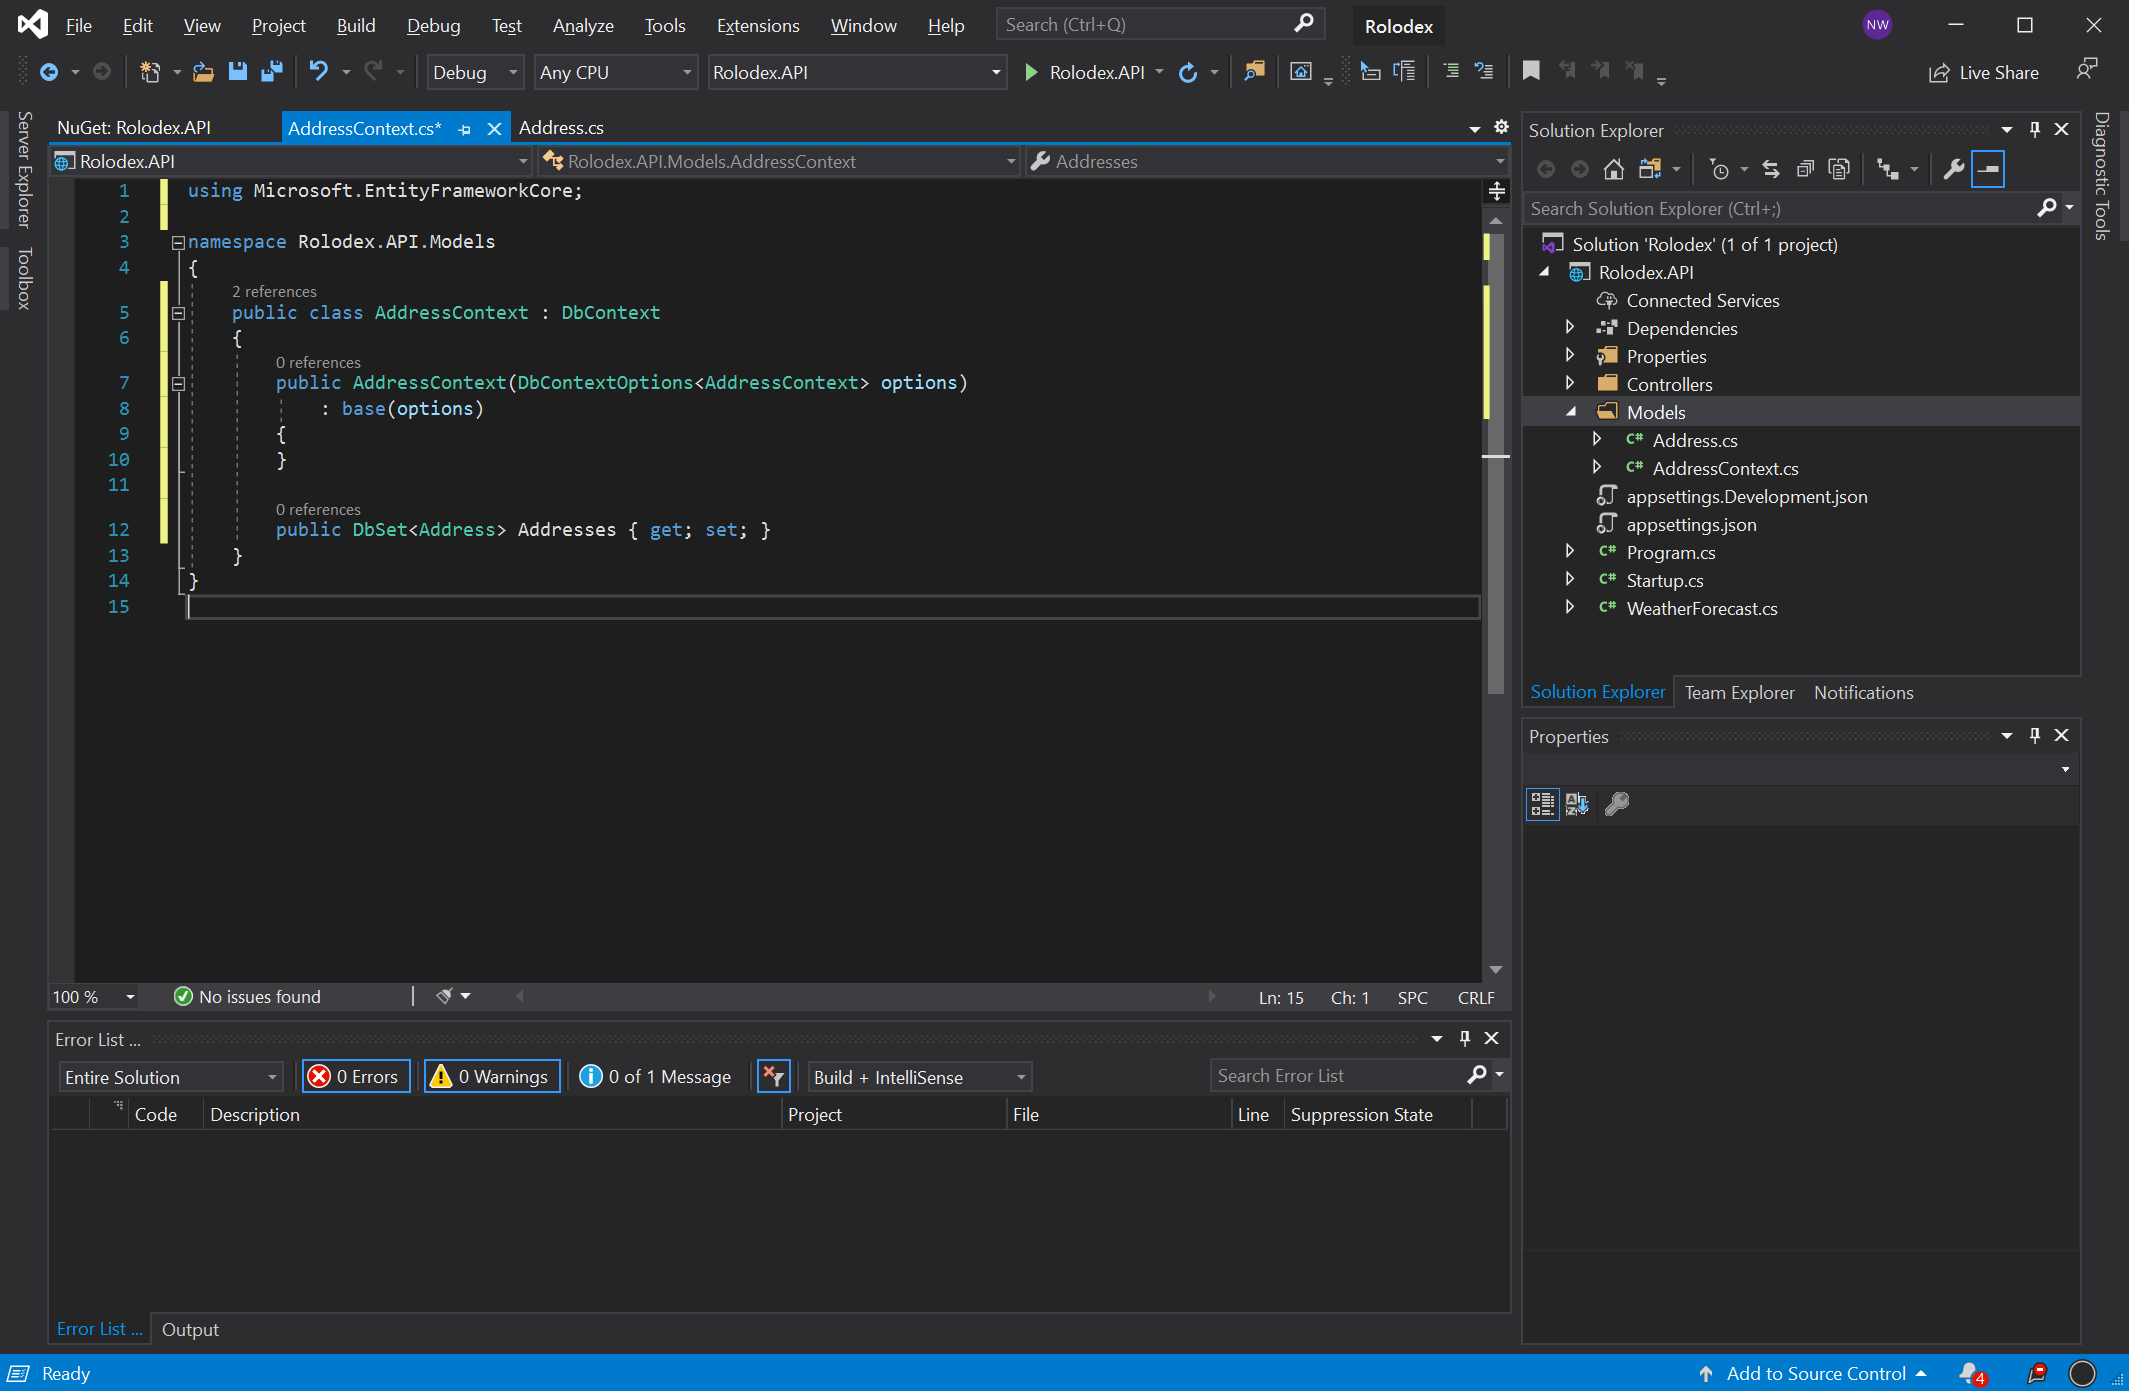 File Edit View Project Build Debug Test Analyze Tools Extensions Window Help Search (Ctrl+Q) Rolodex NW
Debug Any CPU Rolodex.API Rolodex.API Live Share
Server Explorer
Toolbox
NuGet: Rolodex.API AddressContext.cs* Address.cs
Rolodex.API Rolodex.API.Models.AddressContext Addresses
1 using Microsoft.EntityFrameworkCore;
2
3 namespace Rolodex.API.Models
4 {
2 references
5 public class AddressContext : DbContext
6 {
0 references
7 public AddressContext(DbContextOptions<AddressContext> options)
8 : base(options)
9 {
10 }
11
0 references
12 public DbSet<Address> Addresses { get; set; }
13 }
14 }
15
100 % No issues found Ln: 15 Ch: 1 SPC CRLF
Error List ...
Entire Solution 0 Errors 0 Warnings 0 of 1 Message Build + IntelliSense Search Error List
Code Description Project File Line Suppression State
Error List ... Output
Solution Explorer
Search Solution Explorer (Ctrl+;)
Solution 'Rolodex' (1 of 1 project)
Rolodex.API
Connected Services
Dependencies
Properties
Controllers
Models
C# Address.cs
C# AddressContext.cs
appsettings.Development.json
appsettings.json
C# Program.cs
C# Startup.cs
C# WeatherForecast.cs
Solution Explorer Team Explorer Notifications
Properties
Diagnostic Tools
Ready Add to Source Control 4